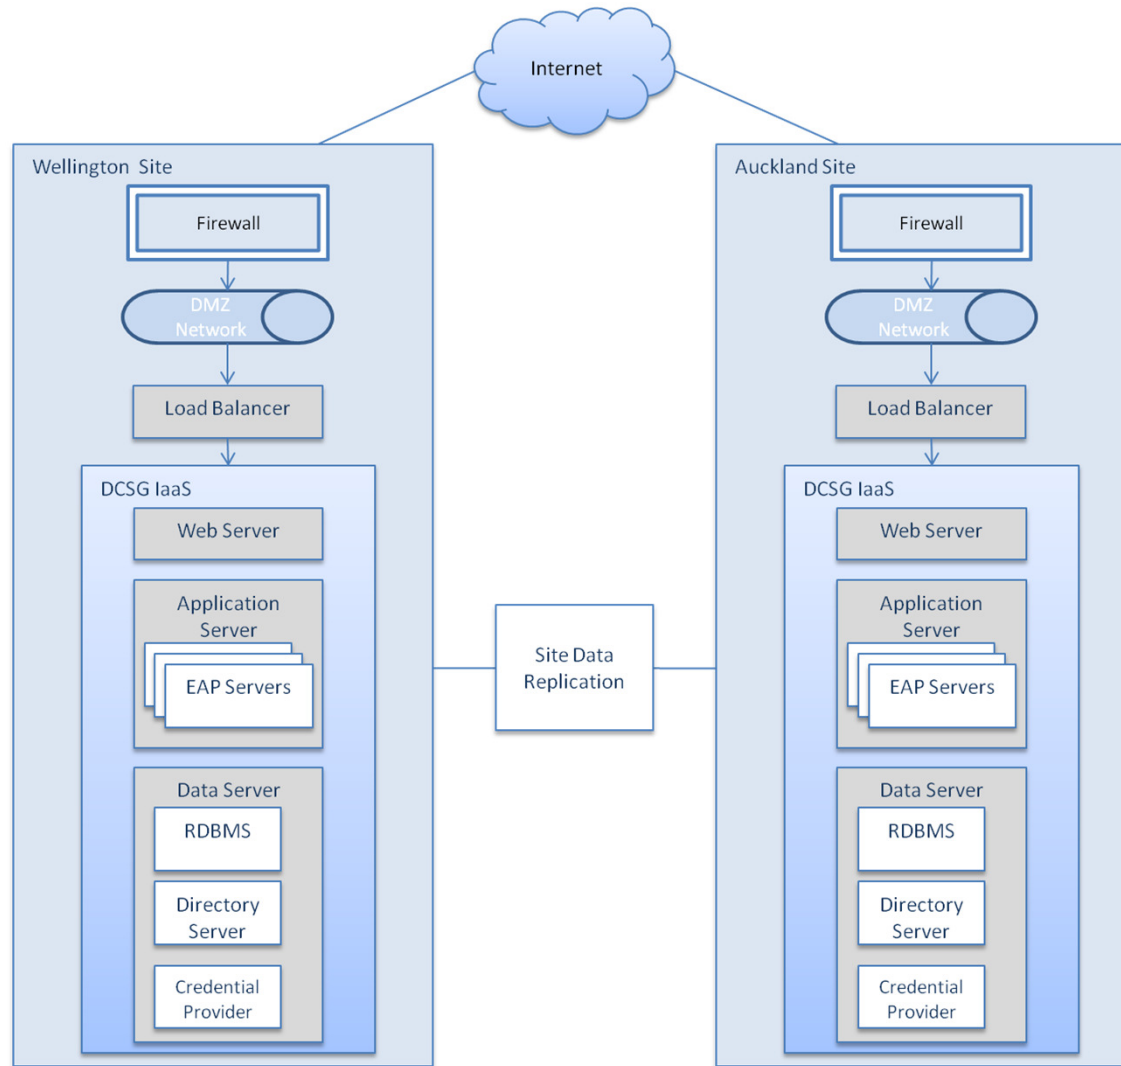 Internet
Wellington Site
Firewall
DMZ
Network
Load Balancer
DCSG IaaS
Web Server
Application
Server
EAP Servers
Data Server
RDBMS
Directory
Server
Credential
Provider
Site Data
Replication
Auckland Site
Firewall
DMZ
Network
Load Balancer
DCSG IaaS
Web Server
Application
Server
EAP Servers
Data Server
RDBMS
Directory
Server
Credential
Provider